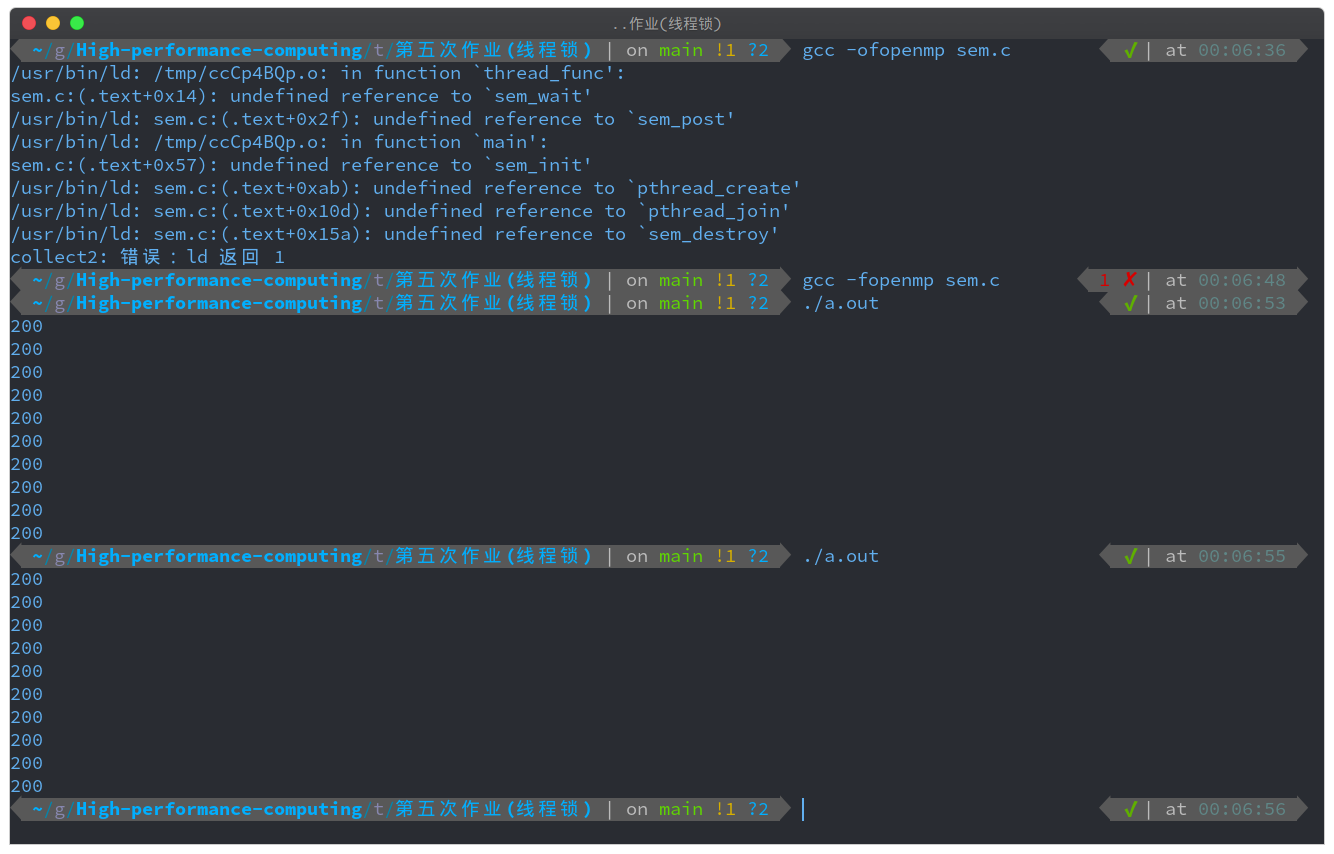 ..作业(线程锁)
~/g/High-performance-computing/t/第五次作业(线程锁) | on main !1 ?2 gcc -ofopenmp sem.c ✓ | at 00:06:36
/usr/bin/ld: /tmp/ccCp4BQp.o: in function `thread_func':
sem.c:(.text+0x14): undefined reference to `sem_wait'
/usr/bin/ld: sem.c:(.text+0x2f): undefined reference to `sem_post'
/usr/bin/ld: /tmp/ccCp4BQp.o: in function `main':
sem.c:(.text+0x57): undefined reference to `sem_init'
/usr/bin/ld: sem.c:(.text+0xab): undefined reference to `pthread_create'
/usr/bin/ld: sem.c:(.text+0x10d): undefined reference to `pthread_join'
/usr/bin/ld: sem.c:(.text+0x15a): undefined reference to `sem_destroy'
collect2: 错误：ld 返回 1
~/g/High-performance-computing/t/第五次作业(线程锁) | on main !1 ?2 gcc -fopenmp sem.c 1 ✘ | at 00:06:48
~/g/High-performance-computing/t/第五次作业(线程锁) | on main !1 ?2 ./a.out ✓ | at 00:06:53
200
200
200
200
200
200
200
200
200
200
~/g/High-performance-computing/t/第五次作业(线程锁) | on main !1 ?2 ./a.out ✓ | at 00:06:55
200
200
200
200
200
200
200
200
200
200
~/g/High-performance-computing/t/第五次作业(线程锁) | on main !1 ?2 ✓ | at 00:06:56